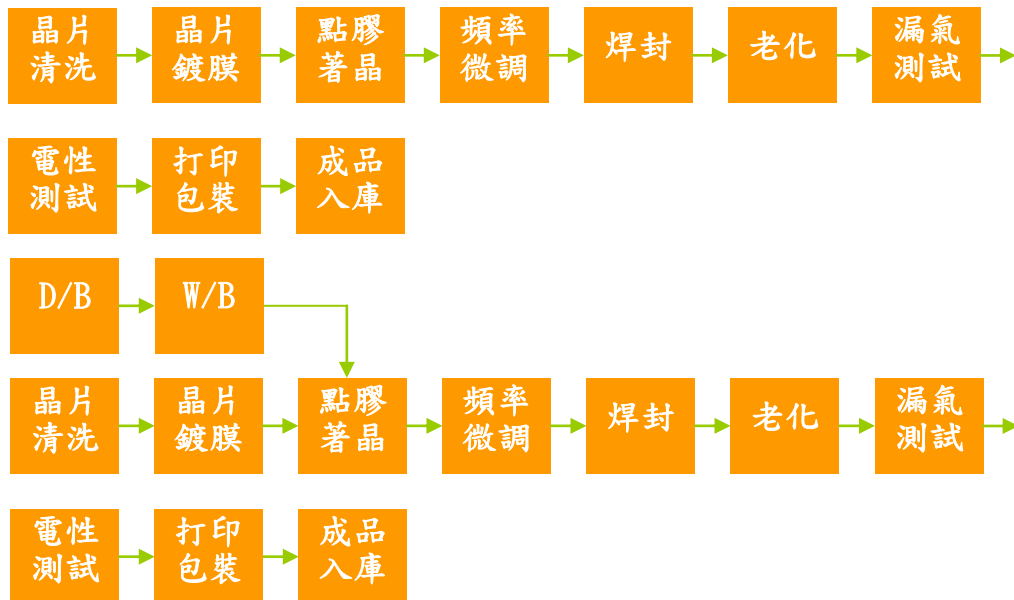 晶片
清洗
晶片
鍍膜
點膠
著晶
頻率
微調
焊封
老化
漏氣
測試
電性
測試
打印
包裝
成品
入庫
D/B
W/B
晶片
清洗
晶片
鍍膜
點膠
著晶
頻率
微調
焊封
老化
漏氣
測試
電性
測試
打印
包裝
成品
入庫